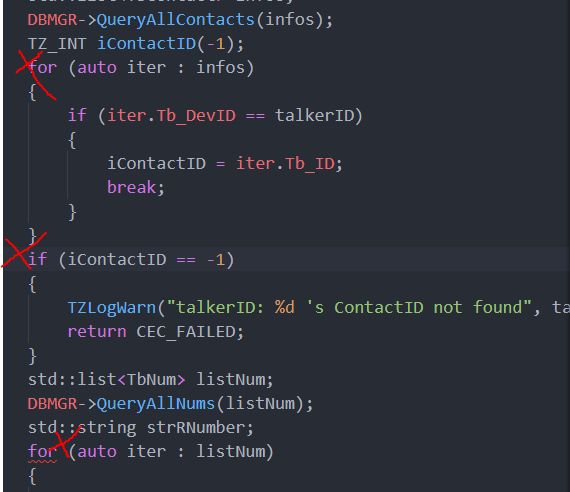 DBMGR->QueryAllContacts(infos);
TZ_INT iContactID(-1);
for (auto iter : infos)
{
if (iter.Tb_DevID == talkerID)
{
iContactID = iter.Tb_ID;
break;
}
}
if (iContactID == -1)
{
TZLogWarn("talkerID: %d 's ContactID not found", ta
return CEC_FAILED;
}
std::list<TbNum> listNum;
DBMGR->QueryAllNums(listNum);
std::string strRNumber;
for (auto iter : listNum)
{